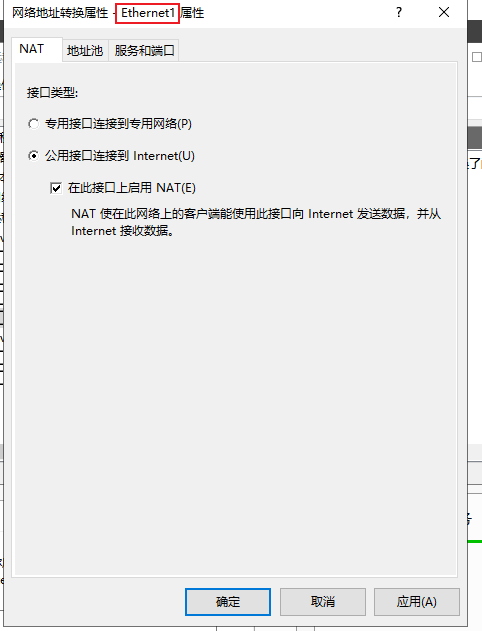 网络地址转换属性 - Ethernet1 属性
?
NAT 地址池 服务和端口
接口类型:
专用接口连接到专用网络(P)
公用接口连接到 Internet(U)
在此接口上启用 NAT(E)
NAT 使在此网络上的客户端能使用此接口向 Internet 发送数据，并从
Internet 接收数据。
确定 取消 应用(A)